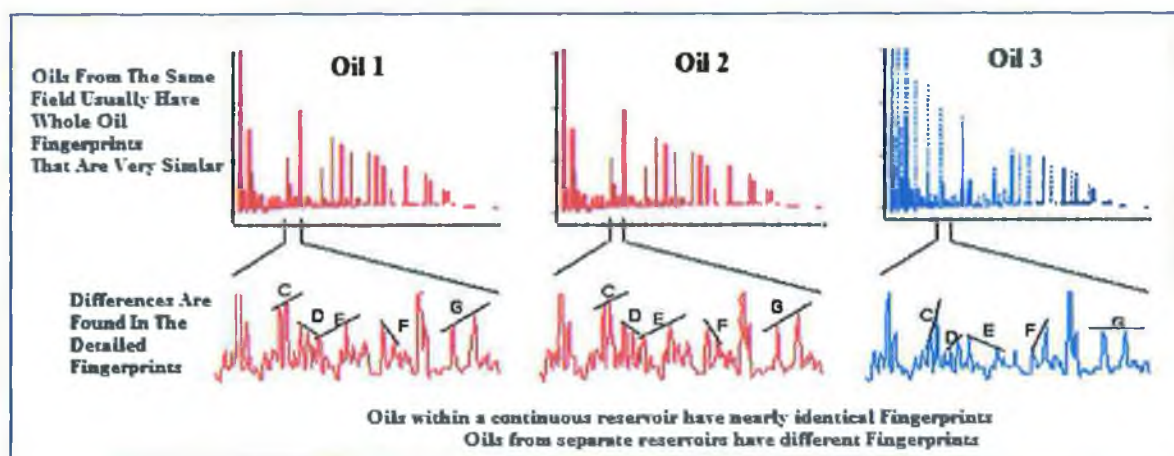 Oil 1
Oil 2
Oil 3
Oils From The Same
Field Usually Have
Whole Oil
Fingerprints
That Are Very Similar
C
D
E
F
G
C
D
E
F
G
C
D
E
F
G
Differences Are
Found In The
Detailed
Fingerprints
Oils within a continuous reservoir have nearly identical Fingerprints
Oils from separate reservoirs have different Fingerprints